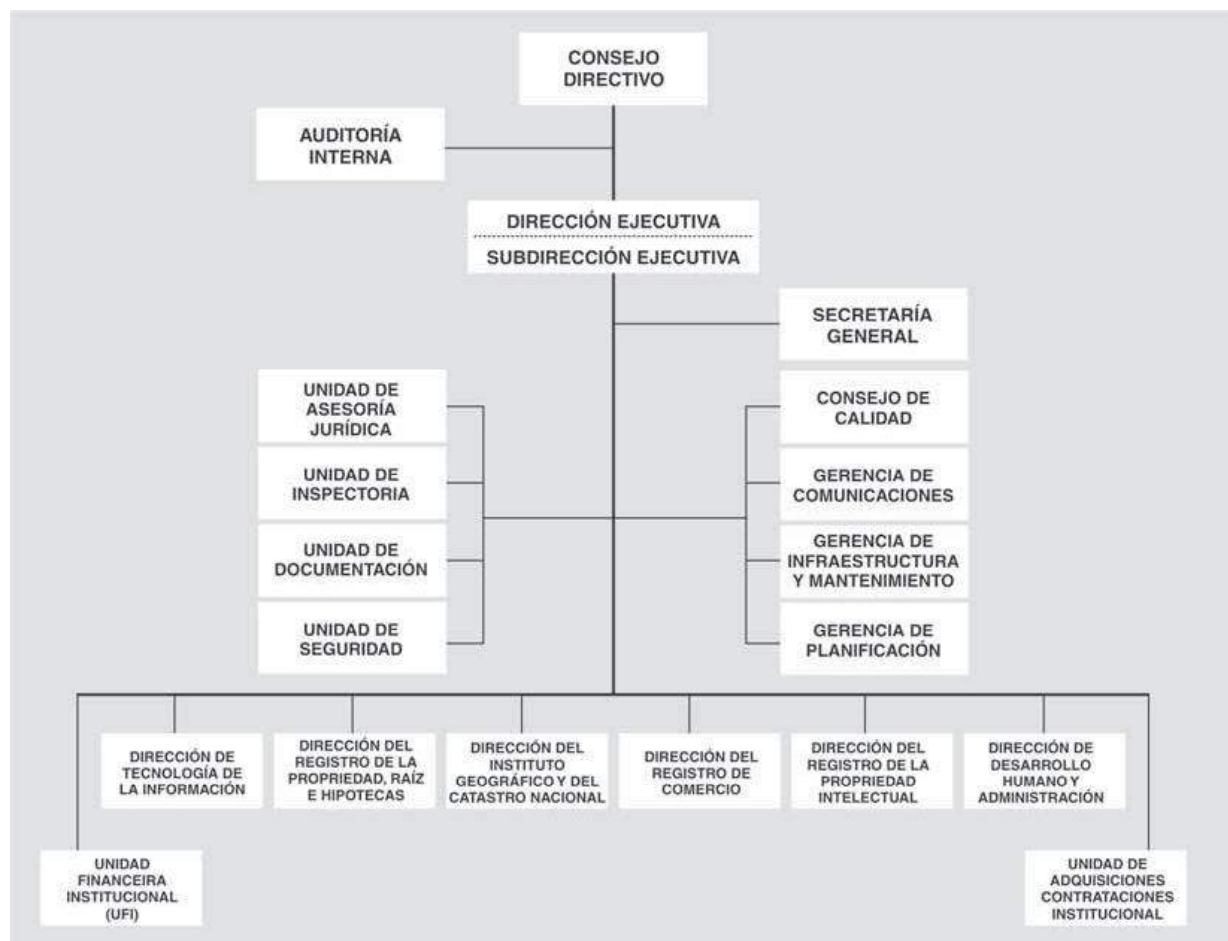 CONSEJO
DIRECTIVO
AUDITORÍA
INTERNA
DIRECCIÓN EJECUTIVA
SUBDIRECCIÓN EJECUTIVA
SECRETARÍA
GENERAL
UNIDAD DE
ASESORÍA
JURÍDICA
UNIDAD DE
INSPECTORIA
UNIDAD DE
DOCUMENTACIÓN
UNIDAD DE
SEGURIDAD
CONSEJO DE
CALIDAD
GERENCIA DE
COMUNICACIONES
GERENCIA DE
INFRAESTRUCTURA
Y MANTENIMIENTO
GERENCIA DE
PLANIFICACIÓN
DIRECCIÓN DE
TECNOLOGÍA DE
LA INFORMACIÓN
DIRECCIÓN DEL
REGISTRO DE LA
PROPRIEDAD, RAÍZ
E HIPOTECAS
DIRECCIÓN DEL
INSTITUTO
GEOGRÁFICO Y DEL
CATASTRO NACIONAL
DIRECCIÓN DEL
REGISTRO DE
COMERCIO
DIRECCIÓN DEL
REGISTRO DE LA
PROPRIEDAD
INTELECTUAL
DIRECCIÓN DE
DESARROLLO
HUMANO Y
ADMINISTRACIÓN
UNIDAD
FINANCEIRA
INSTITUCIONAL
(UFI)
UNIDAD DE
ADQUISICIONES
CONTRATACIONES
INSTITUCIONAL